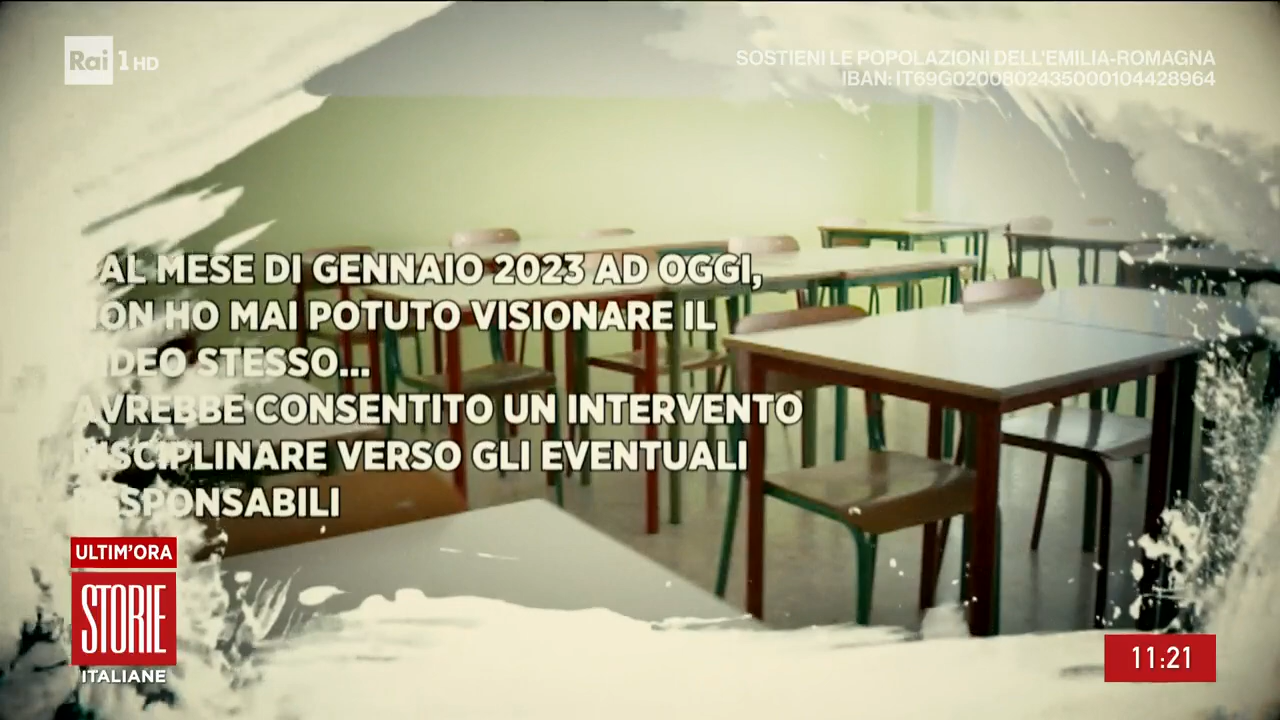 Rai 1 HD
SOSTIENI LE POPOLAZIONI DELL'EMILIA-ROMAGNA
IBAN: IT69G0200802435000104428964
AL MESE DI GENNAIO 2023 AD OGGI,
ON HO MAI POTUTO VISIONARE IL
IDEO STESSO...
AVREBBE CONSENTITO UN INTERVENTO
DISCIPLINARE VERSO GLI EVENTUALI
RESPONSABILI
ULTIM'ORA
STORIE
ITALIANE
11:21